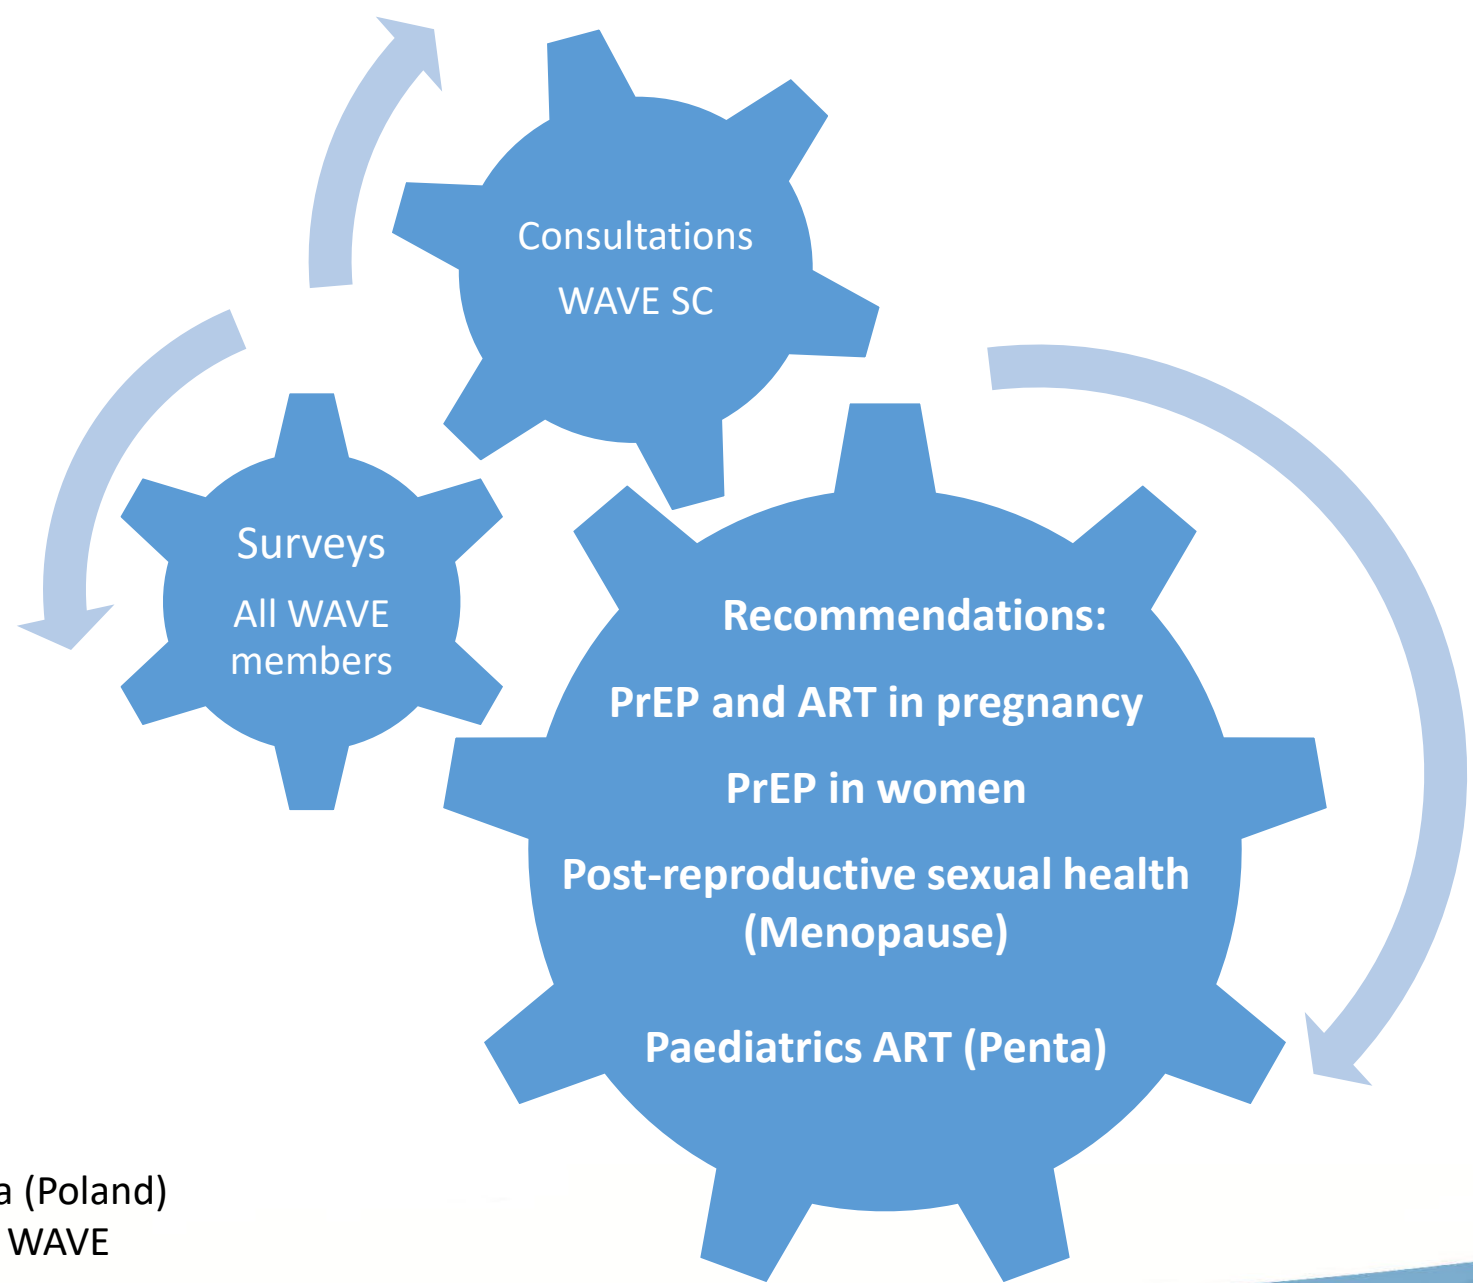 Consultations
WAVE SC
Surveys
All WAVE
members
Recommendations:
PrEP and ART in pregnancy
PrEP in women
Post-reproductive sexual health
(Menopause)
Paediatrics ART (Penta)
a (Poland)
WAVE